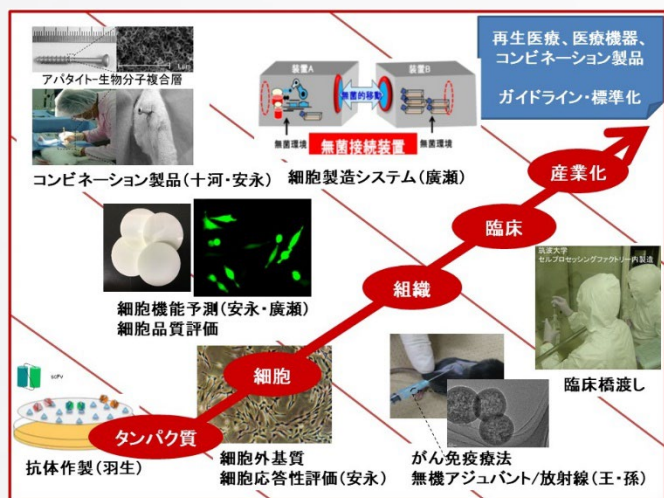 アパタイト-生物分子複合層
コンビネーション製品(十河・安永)
装置A
装置B
無菌的移動
無菌環境
無菌環境
無菌接続装置
細胞製造システム(廣瀬)
再生医療、医療機器、
コンビネーション製品
ガイドライン・標準化
産業化
臨床
組織
細胞
タンパク質
細胞機能予測(安永・廣瀬)
細胞品質評価
筑波大学
セルプロセッシングファクトリー内製造
臨床橋渡し
scFv
抗体作製(羽生)
細胞外基質
細胞応答性評価(安永)
がん免疫療法
無機アジュバント/放射線(王・孫)